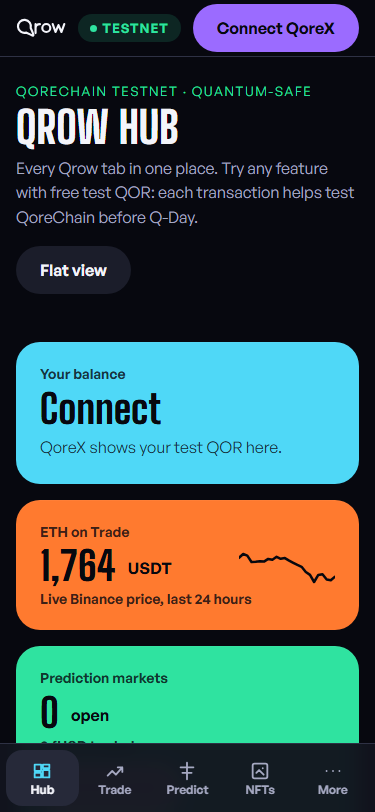 Qrow
TESTNET
Connect QoreX
QORECHAIN TESTNET · QUANTUM-SAFE
QROW HUB
Every Qrow tab in one place. Try any feature
with free test QOR: each transaction helps test
QoreChain before Q-Day.
Flat view
Your balance
Connect
QoreX shows your test QOR here.
ETH on Trade
1,764 USDT
Live Binance price, last 24 hours
Prediction markets
0 open
Hub
Trade
Predict
NFTs
More